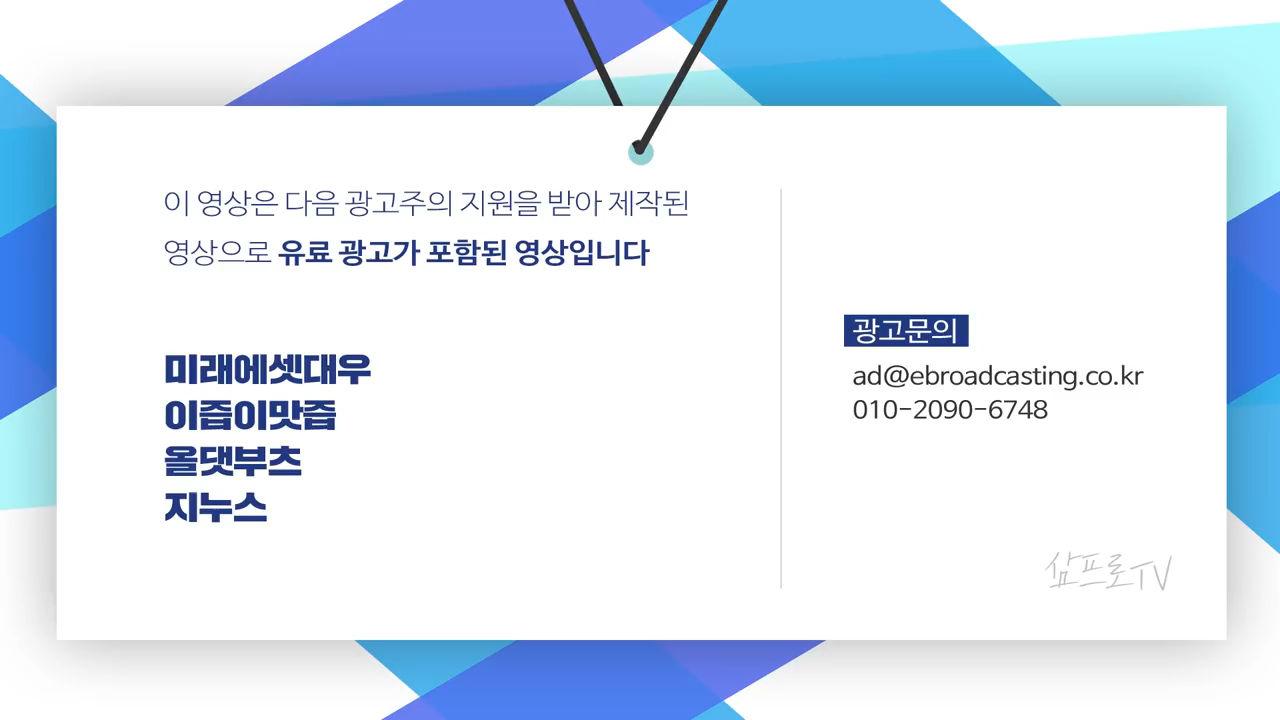 이 영상은 다음 광고주의 지원을 받아 제작된
영상으로 유료 광고가 포함된 영상입니다
미래에셋대우
이즙이맛즙
올댓부츠
지누스
광고문의
ad@ebroadcasting.co.kr
010-2090-6748
삼프로TV